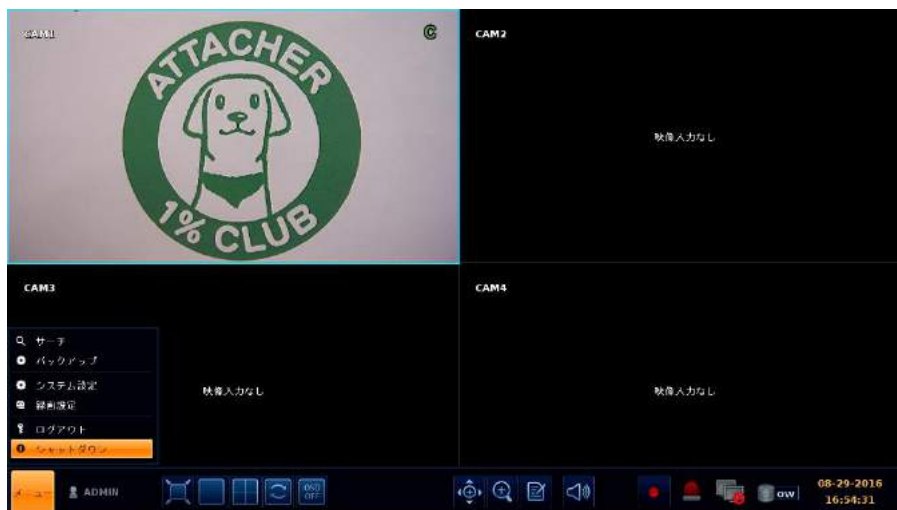 CAM1
ATTACHER
1% CLUB
C
CAM2
映像入力なし
CAM3
映像入力なし
CAM4
映像入力なし
サーチ
バックアップ
システム設定
録画設定
ログアウト
シャットダウン
メニュー
ADMIN
OSD
OFF
OW
08-29-2016
16:54:31